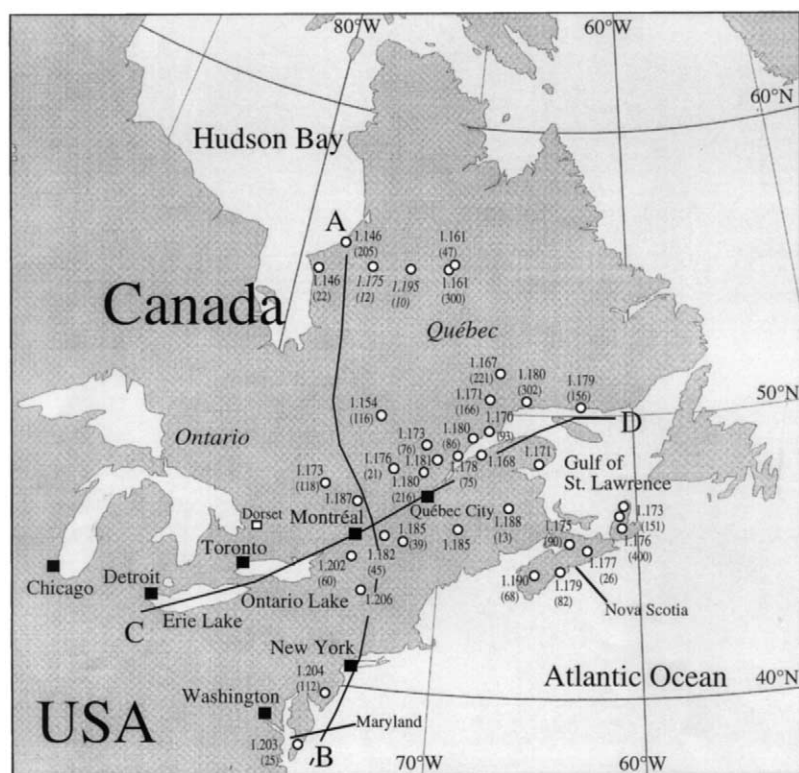 80°W
60°W
60°N
Hudson Bay
A
1.146
(205)
1.161
(47)
1.146
(22)
1.175
(12)
1.195
(10)
1.161
(300)
Canada
Québec
1.167
(221)
1.180
(302)
1.179
(156)
50°N
1.154
(116)
1.171
(166)
1.170
(93)
D
Ontario
1.173
(76)
1.180
(86)
1.176
(21)
1.181
1.178
(75)
1.168
1.171
Gulf of
St. Lawrence
1.173
(118)
1.180
(216)
1.187
Québec City
1.188
(13)
1.173
(151)
Dorset
Montréal
1.185
(39)
1.185
1.175
(90)
1.176
(400)
Toronto
1.202
(60)
1.182
(45)
1.177
(26)
Chicago
Detroit
Ontario Lake
1.206
1.190
(68)
1.179
(82)
Nova Scotia
C
Erie Lake
New York
1.204
(112)
Atlantic Ocean
40°N
Washington
USA
Maryland
1.203
(25)
B
70°W
60°W